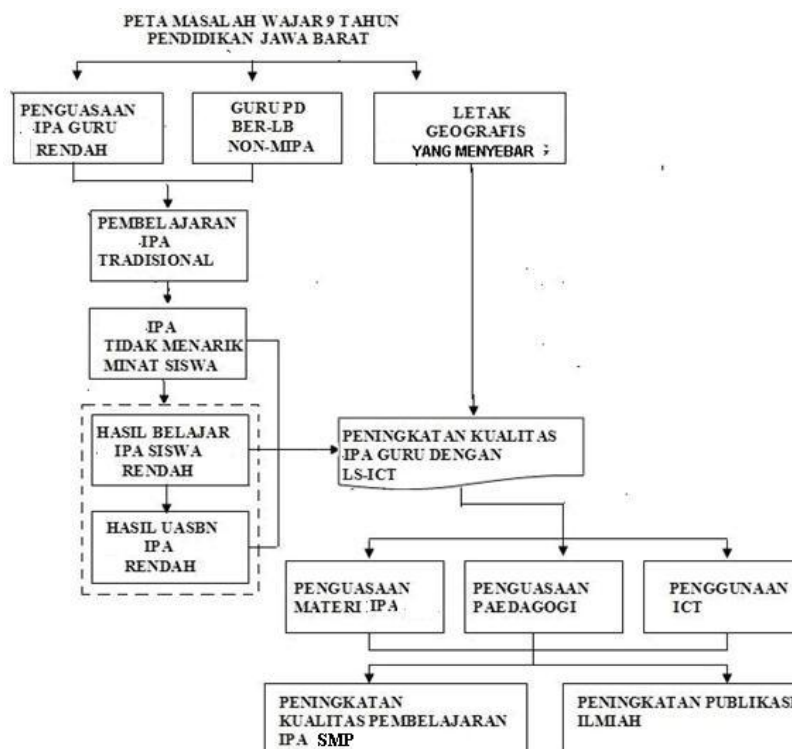 PETA MASALAH WAJAR 9 TAHUN
PENDIDIKAN JAWA BARAT
PENGUASAAN
IPA GURU
RENDAH
GURU PD
BER-LB
NON-MIPA
LETAK
GEOGRAFIS
YANG MENYEBAR ;
PEMBELAJARAN
IPA
TRADISIONAL
IPA
TIDAK MENARIK
MINAT SISWA
HASIL BELAJAR
IPA SISWA
RENDAH
HASIL UASBN
IPA
RENDAH
PENINGKATAN KUALITAS
IPA GURU DENGAN
LS-ICT
PENGUASAAN
MATERI IPA
PENGUASAAN
PAEDAGOGI
PENGGUNAAN
ICT
PENINGKATAN
KUALITAS PEMBELAJARAN
IPA SMP
PENINGKATAN PUBLIKASI
ILMIAH